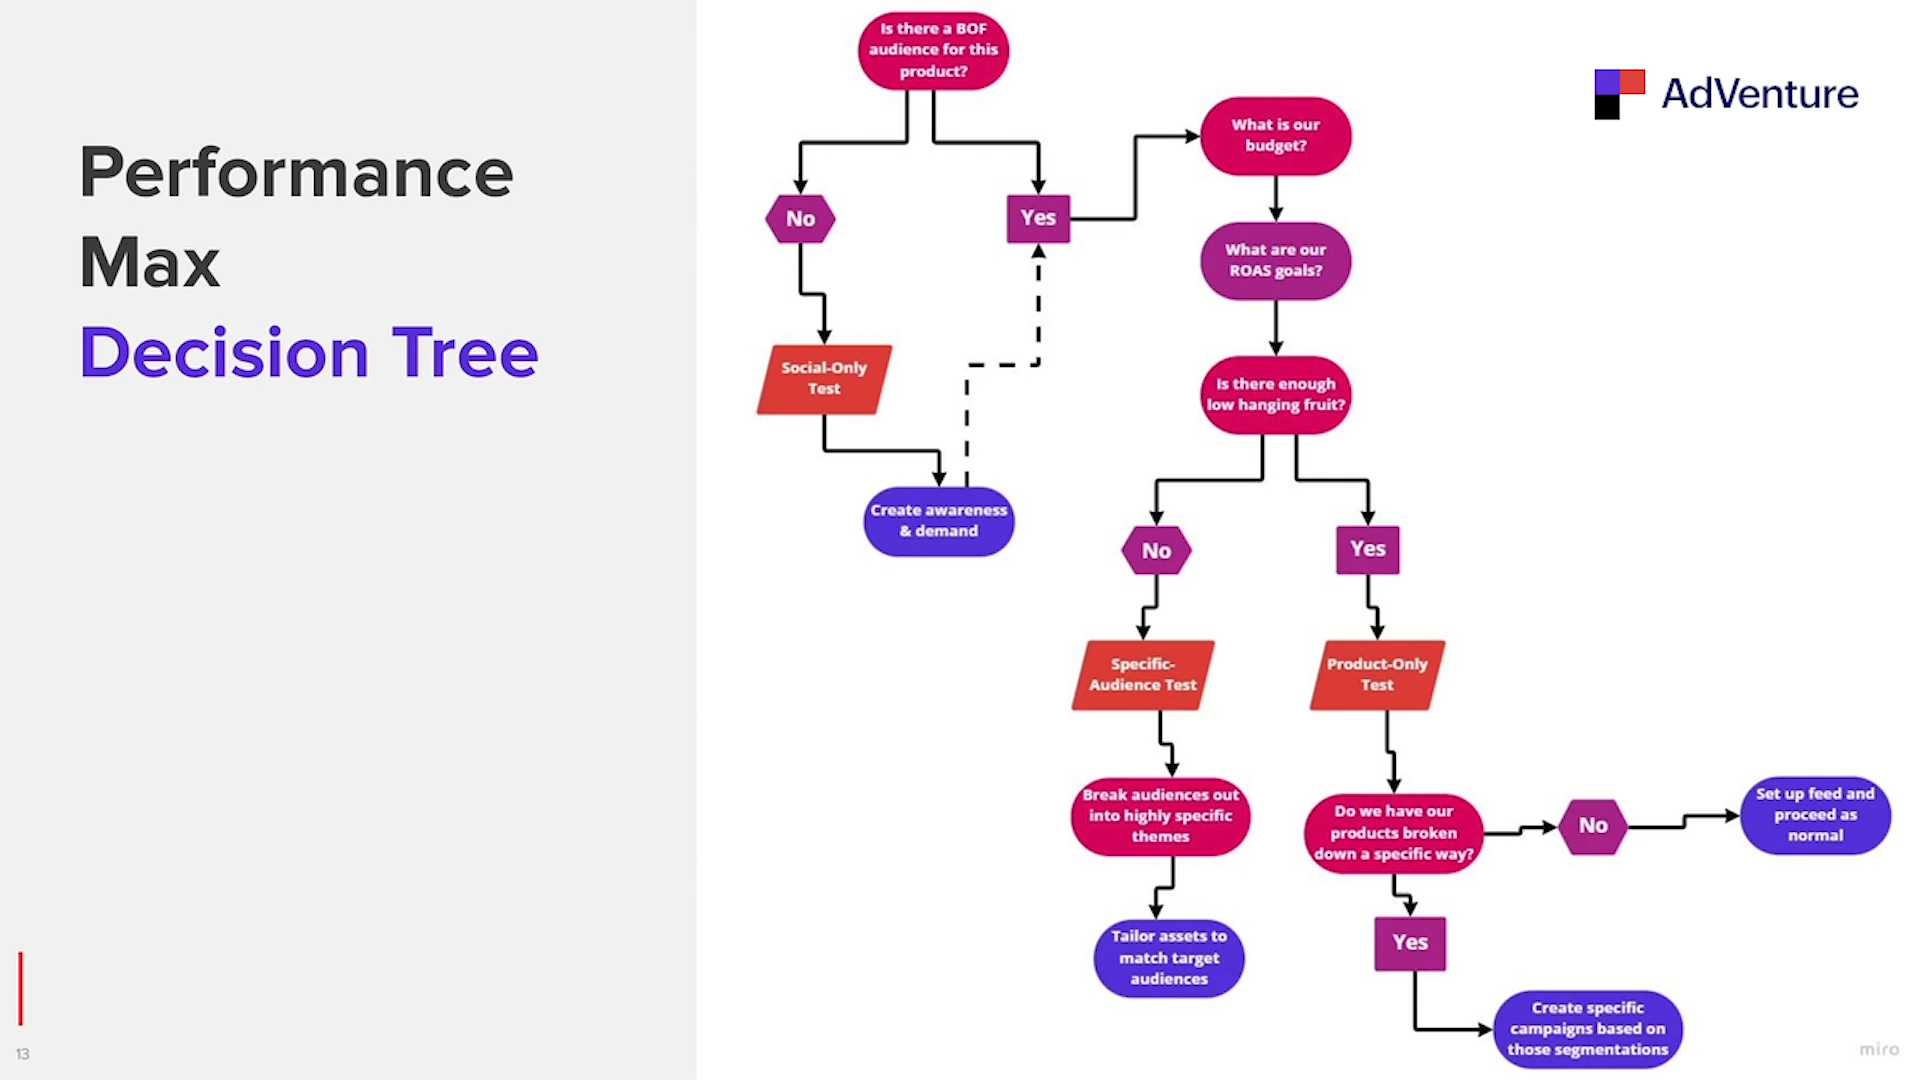 Performance
Max
Decision Tree
13
AdVenture
Is there a BOF
audience for this
product?
No
Yes
Social-Only
Test
Create awareness
& demand
What is our
budget?
What are our
ROAS goals?
Is there enough
low hanging fruit?
No
Yes
Specific-
Audience Test
Product-Only
Test
Break audiences out
into highly specific
themes
Do we have our
products broken
down a specific way?
No
Set up feed and
proceed as
normal
Tailor assets to
match target
audiences
Yes
Create specific
campaigns based on
those segmentations
miro